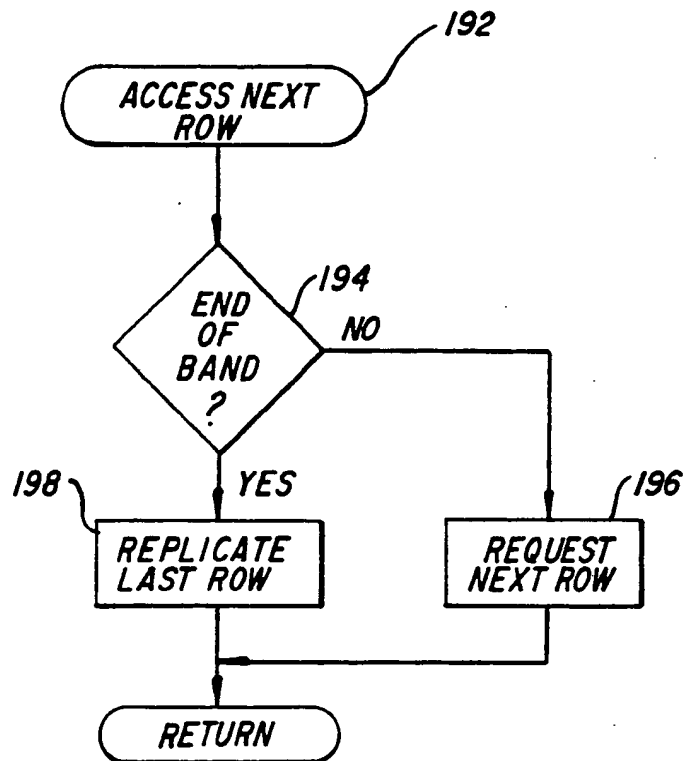 192
ACCESS NEXT
ROW
194
END
OF
BAND
?
NO
YES
198
196
REPLICATE
LAST ROW
REQUEST
NEXT ROW
RETURN